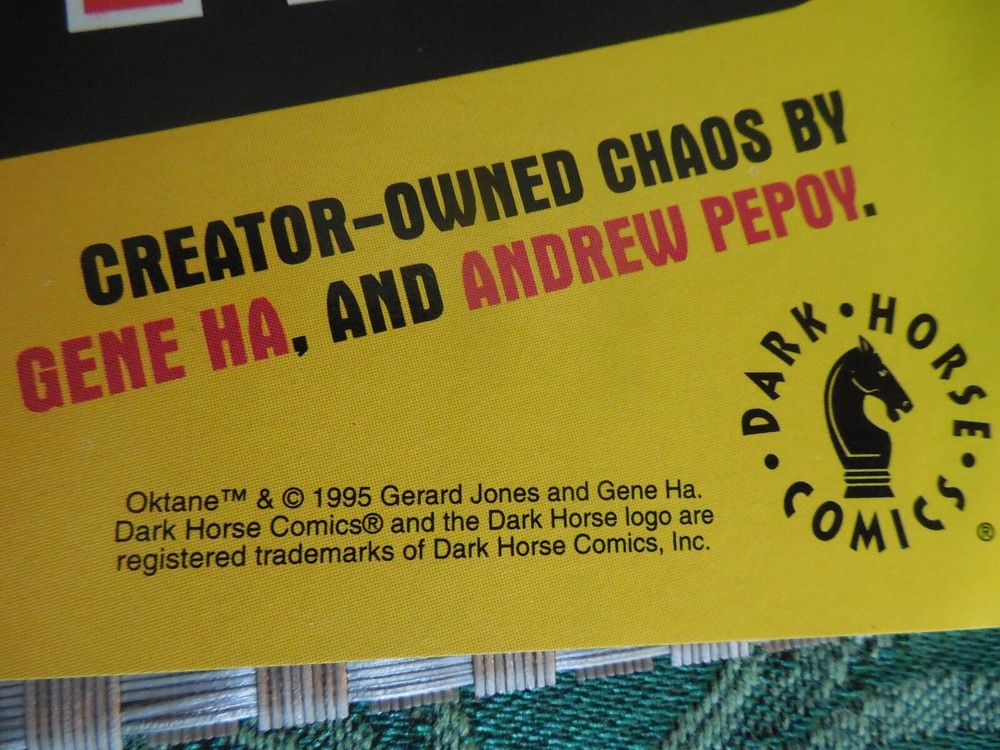 CREATOR-OWNED CHAOS BY
GENE HA, AND ANDREW PEPOY.
DARK • HORSE • COMICS •
®
Oktane™ & © 1995 Gerard Jones and Gene Ha.
Dark Horse Comics® and the Dark Horse logo are
registered trademarks of Dark Horse Comics, Inc.